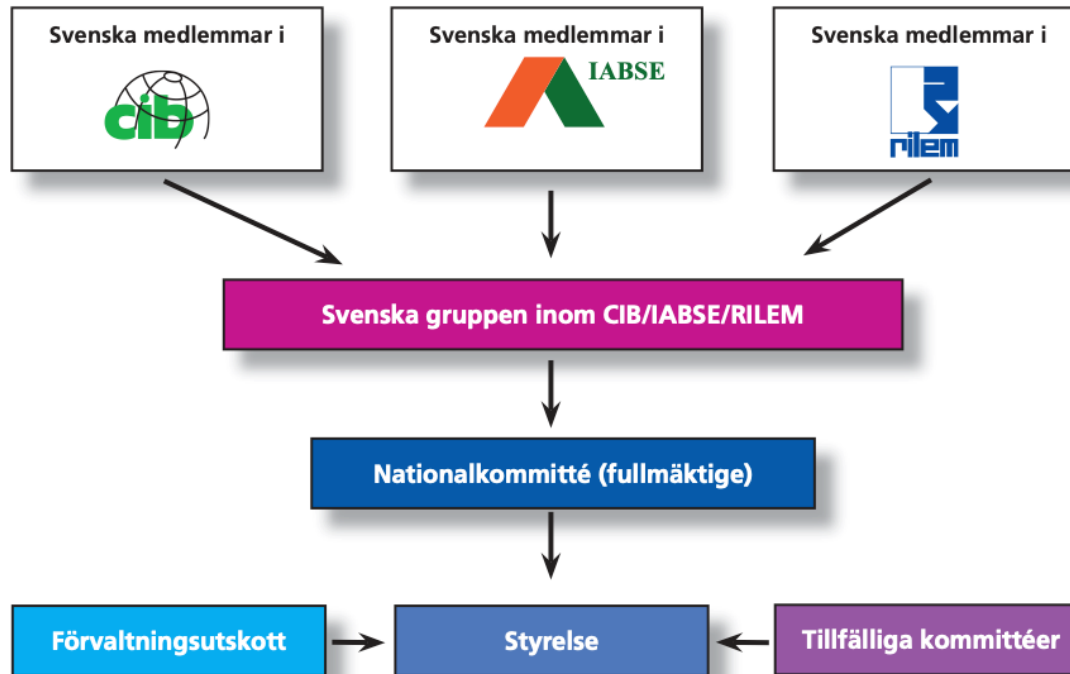 Svenska medlemmar i
cib
Svenska medlemmar i
IABSE
Svenska medlemmar i
rilem
Svenska gruppen inom CIB/IABSE/RILEM
Nationalkommitté (fullmäktige)
Förvaltningsutskott
Styrelse
Tillfälliga kommittéer